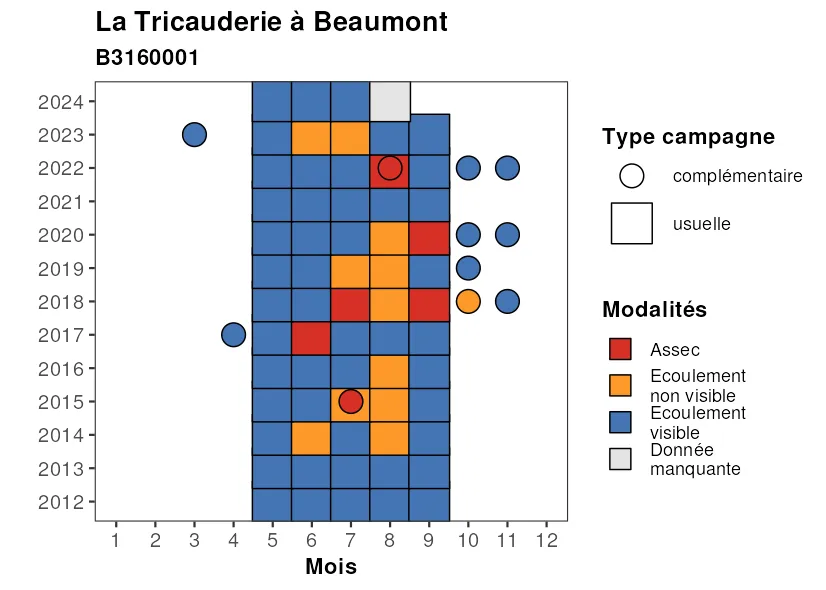 La Tricauderie à Beaumont
B3160001
2024
2023
2022
2021
2020
2019
2018
2017
2016
2015
2014
2013
2012
1 2 3 4 5 6 7 8 9 10 11 12
Mois
Type campagne
complémentaire
usuelle
Modalités
Assec
Ecoulement
non visible
Ecoulement
visible
Donnée
manquante